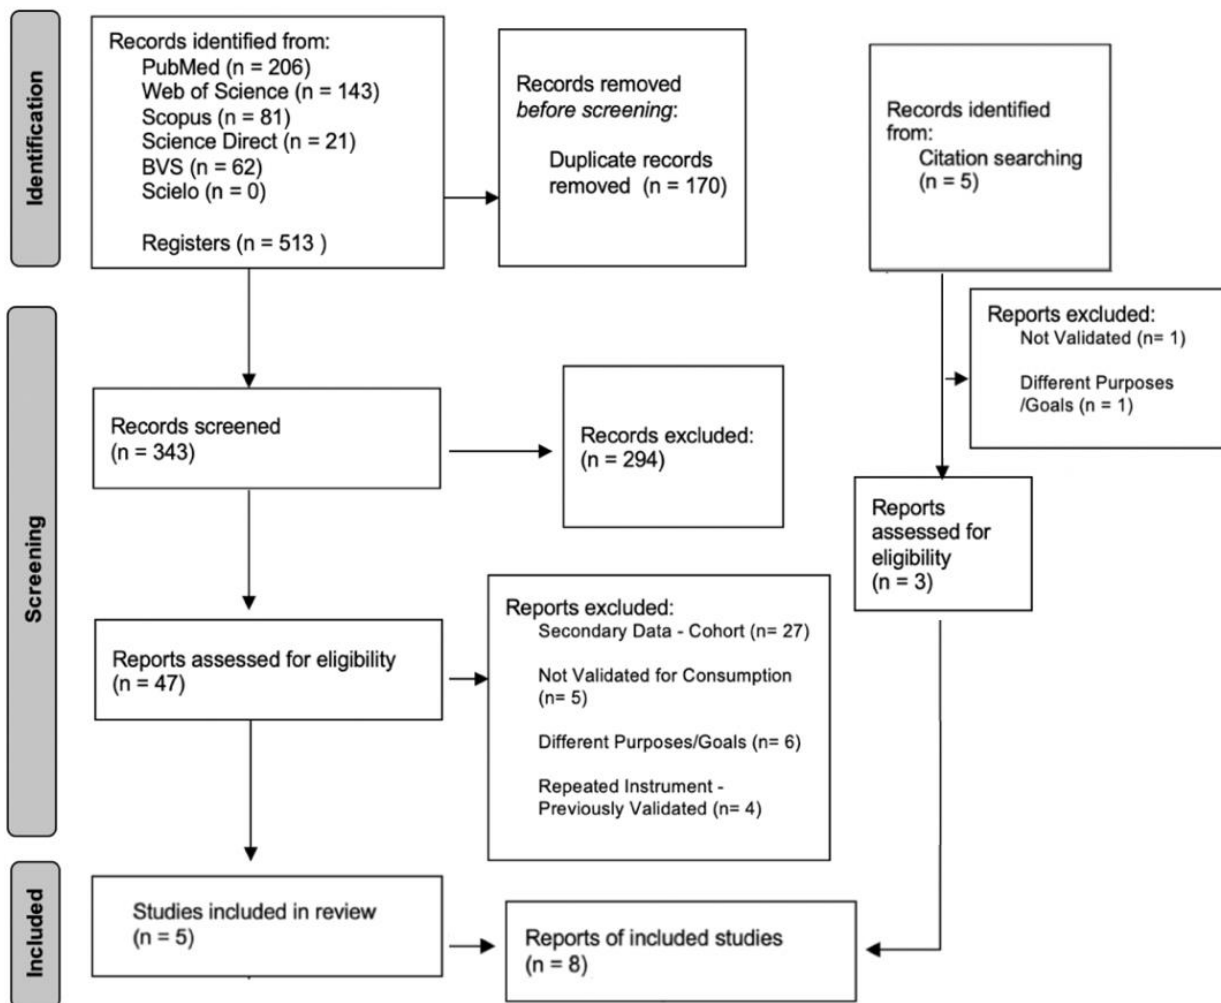 Identification
Records identified from:
PubMed (n = 206)
Web of Science (n = 143)
Scopus (n = 81)
Science Direct (n = 21)
BVS (n = 62)
Scielo (n = 0)
Registers (n = 513 )
Records removed
before screening:
Duplicate records
removed (n = 170)
Records identified
from:
Citation searching
(n = 5)
Reports excluded:
Not Validated (n= 1)
Different Purposes
/Goals (n = 1)
Screening
Records screened
(n = 343)
Records excluded:
(n = 294)
Reports
assessed for
eligibility
(n = 3)
Reports assessed for eligibility
(n = 47)
Reports excluded:
Secondary Data - Cohort (n= 27)
Not Validated for Consumption
(n= 5)
Different Purposes/Goals (n= 6)
Repeated Instrument -
Previously Validated (n= 4)
Included
Studies included in review
(n = 5)
Reports of included studies
(n = 8)